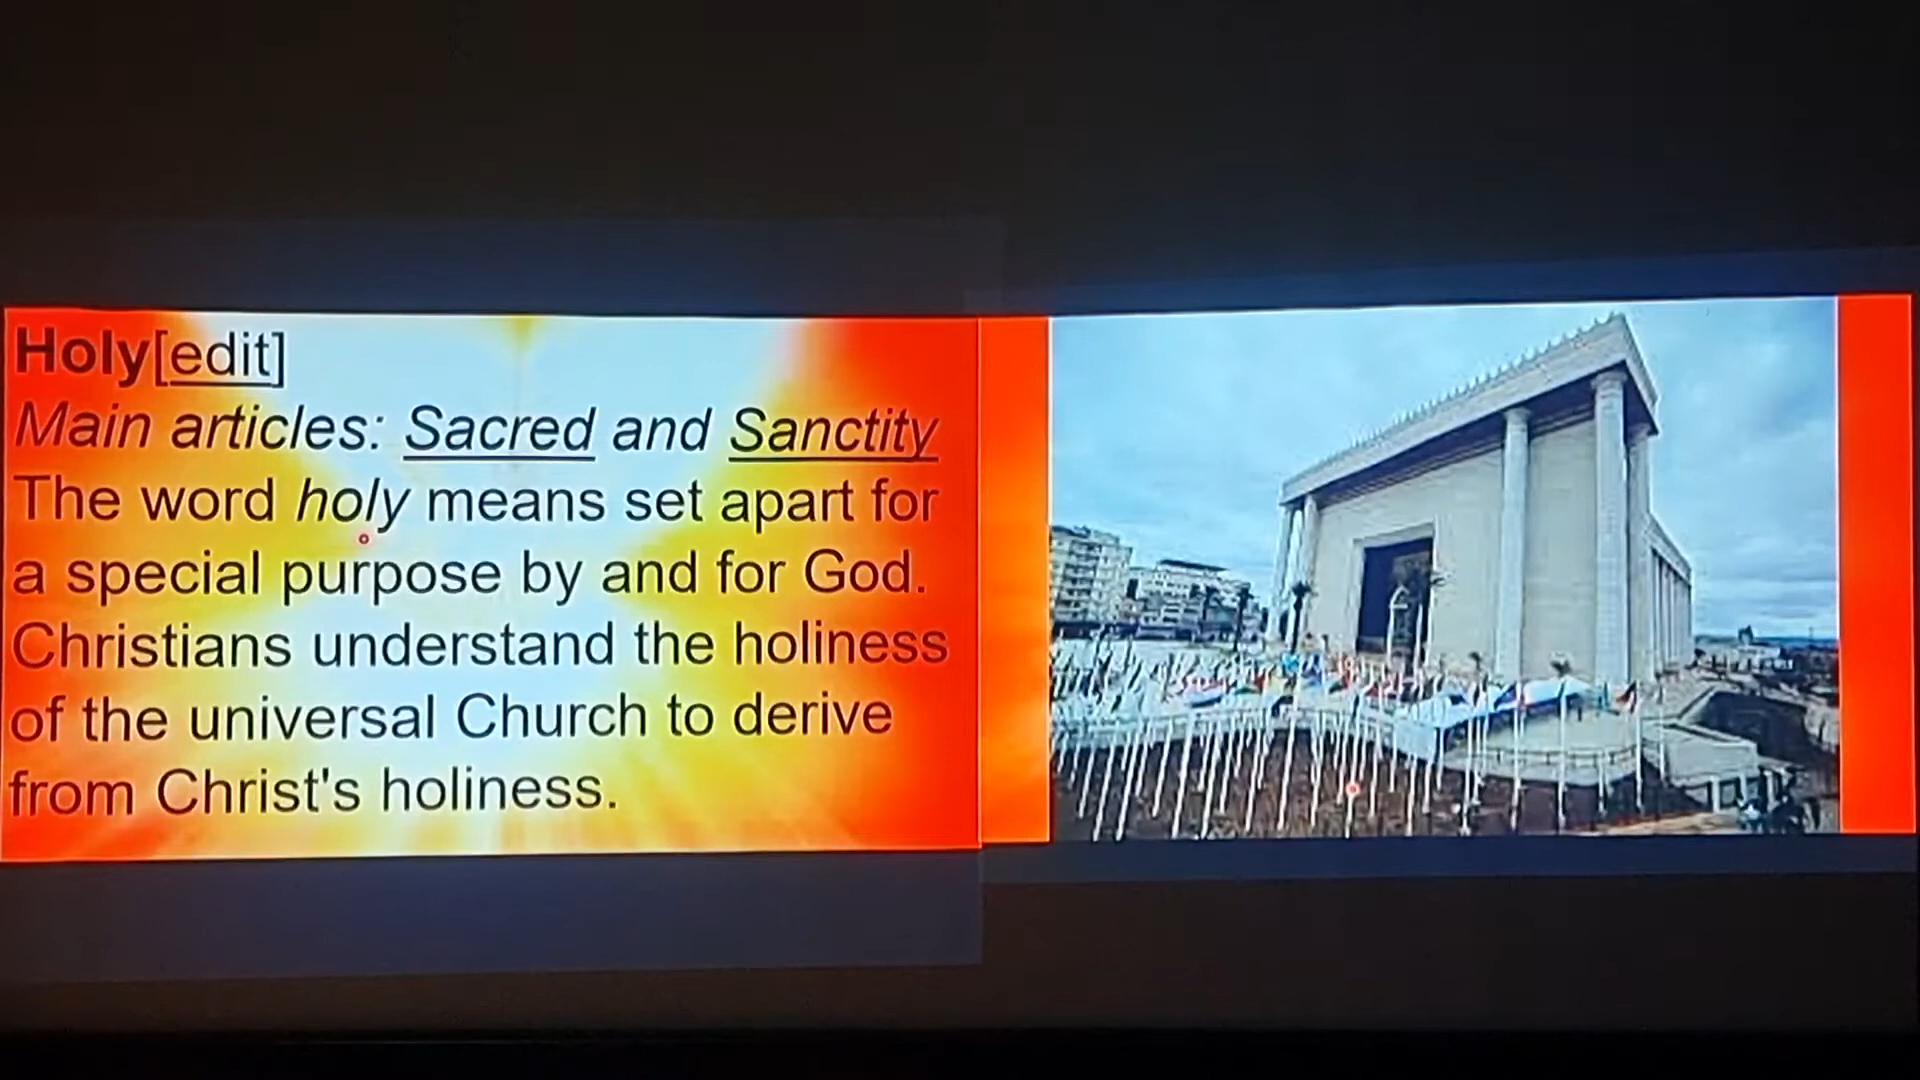 Holy[edit]
Main articles: Sacred and Sanctity
The word holy means set apart for
a special purpose by and for God.
Christians understand the holiness
of the universal Church to derive
from Christ's holiness.